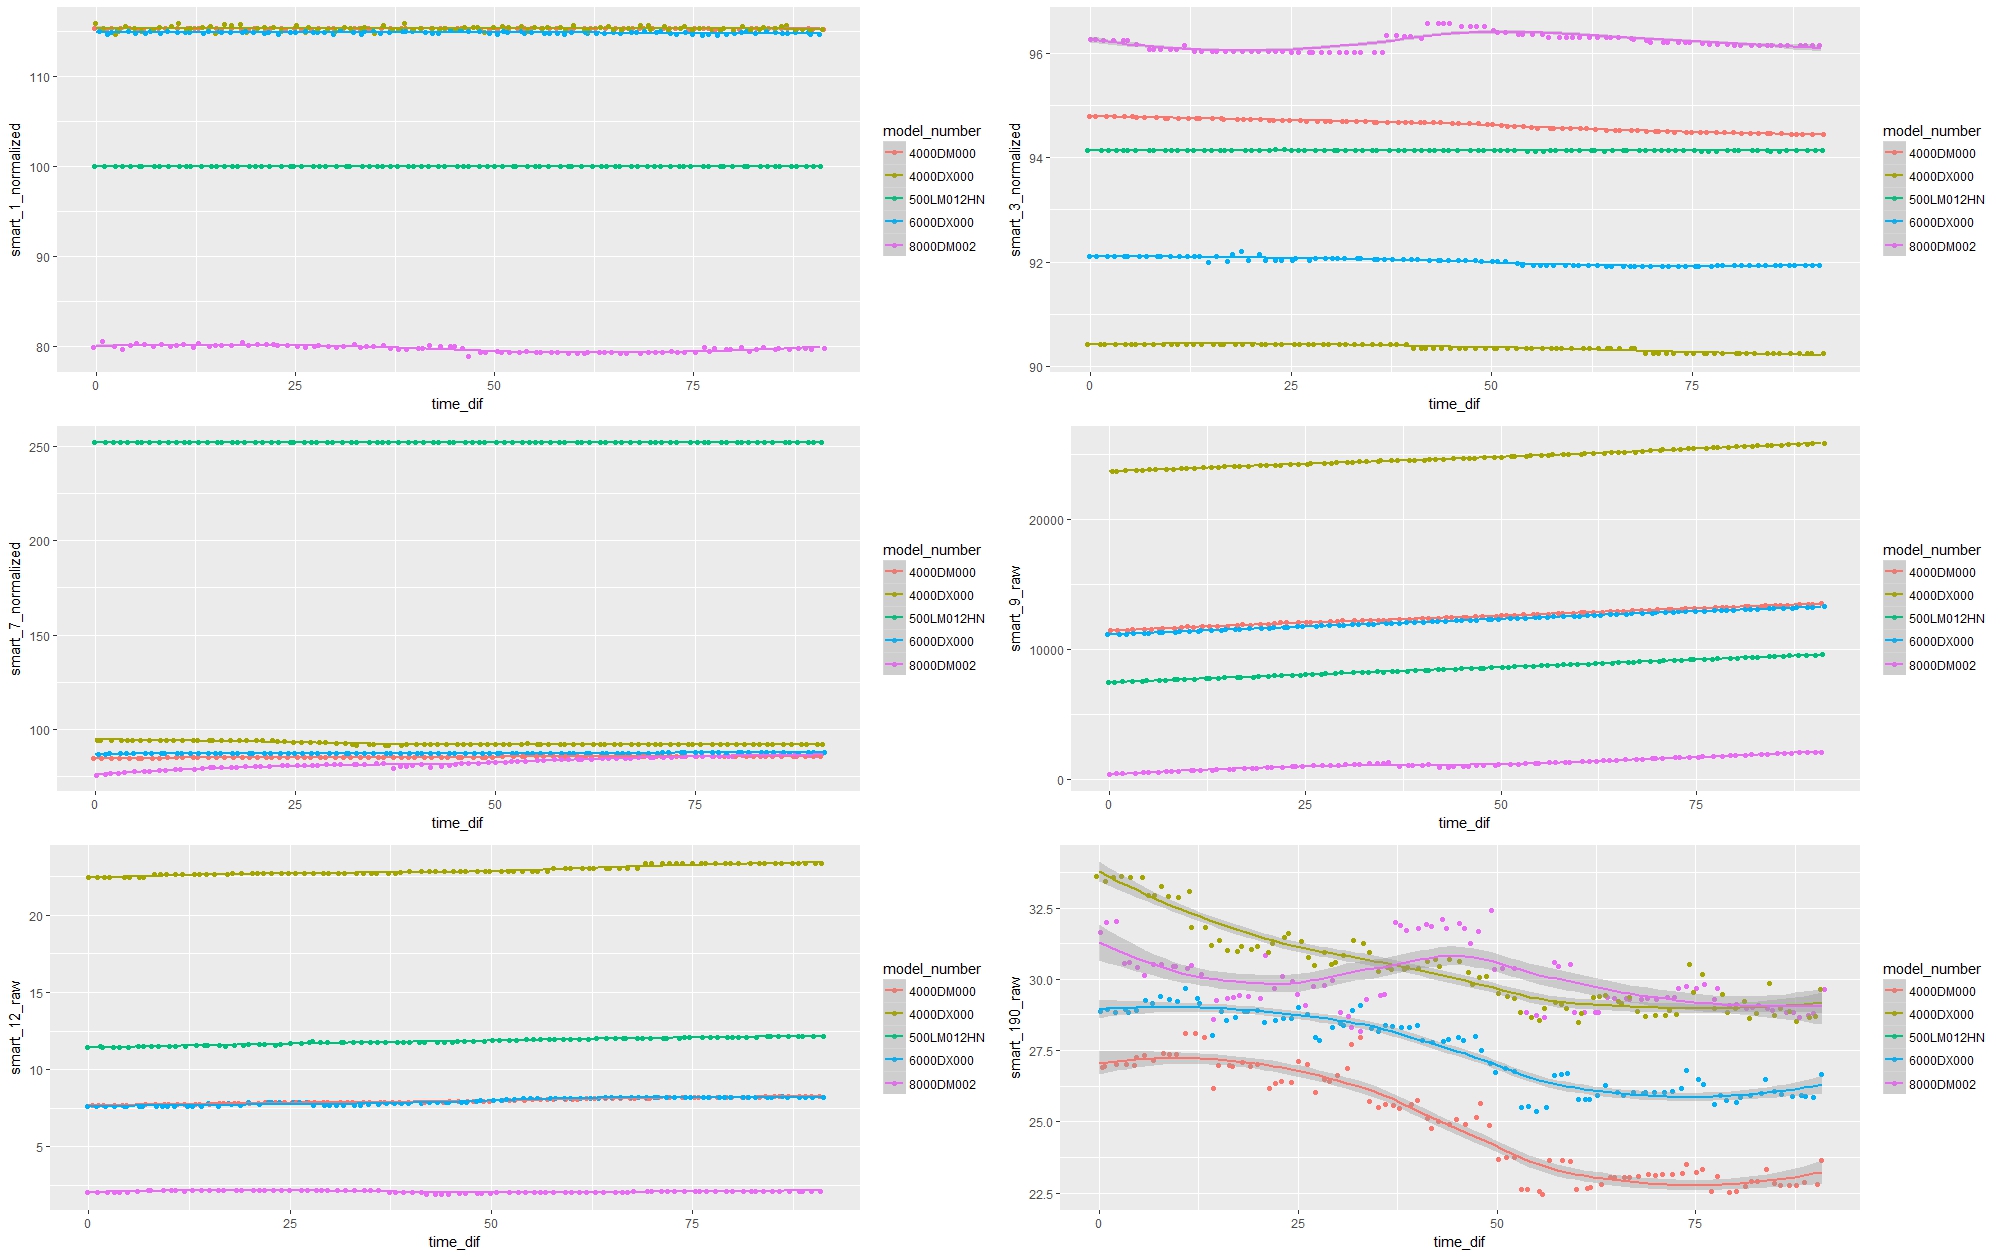 smart_1_normalized
110
100
90
80
0 25 50 75
time_dif
model_number
4000DM000
4000DX000
500LM012HN
6000DX000
8000DM002
smart_3_normalized
96
94
92
90
0 25 50 75
time_dif
model_number
4000DM000
4000DX000
500LM012HN
6000DX000
8000DM002
smart_7_normalized
250
200
150
100
0 25 50 75
time_dif
model_number
4000DM000
4000DX000
500LM012HN
6000DX000
8000DM002
smart_9_raw
20000
10000
0
0 25 50 75
time_dif
model_number
4000DM000
4000DX000
500LM012HN
6000DX000
8000DM002
smart_12_raw
20
15
10
5
0 25 50 75
time_dif
model_number
4000DM000
4000DX000
500LM012HN
6000DX000
8000DM002
smart_190_raw
32.5
30.0
27.5
25.0
22.5
0 25 50 75
time_dif
model_number
4000DM000
4000DX000
500LM012HN
6000DX000
8000DM002